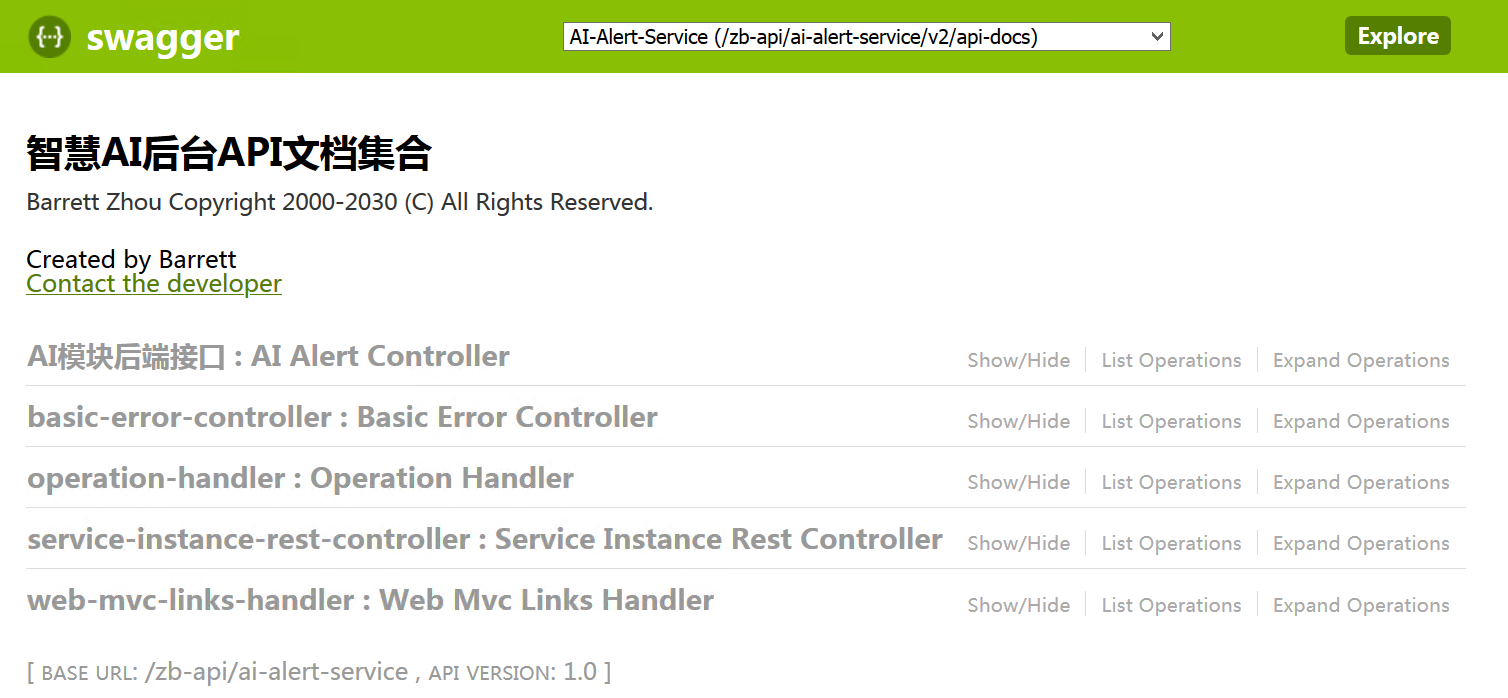 {···} swagger AI-Alert-Service (/zb-api/ai-alert-service/v2/api-docs) Explore
智慧AI后台API文档集合
Barrett Zhou Copyright 2000-2030 (C) All Rights Reserved.
Created by Barrett
Contact the developer
AI模块后端接口 : AI Alert Controller Show/Hide List Operations Expand Operations
basic-error-controller : Basic Error Controller Show/Hide List Operations Expand Operations
operation-handler : Operation Handler Show/Hide List Operations Expand Operations
service-instance-rest-controller : Service Instance Rest Controller Show/Hide List Operations Expand Operations
web-mvc-links-handler : Web Mvc Links Handler Show/Hide List Operations Expand Operations
[ BASE URL: /zb-api/ai-alert-service , API VERSION: 1.0 ]